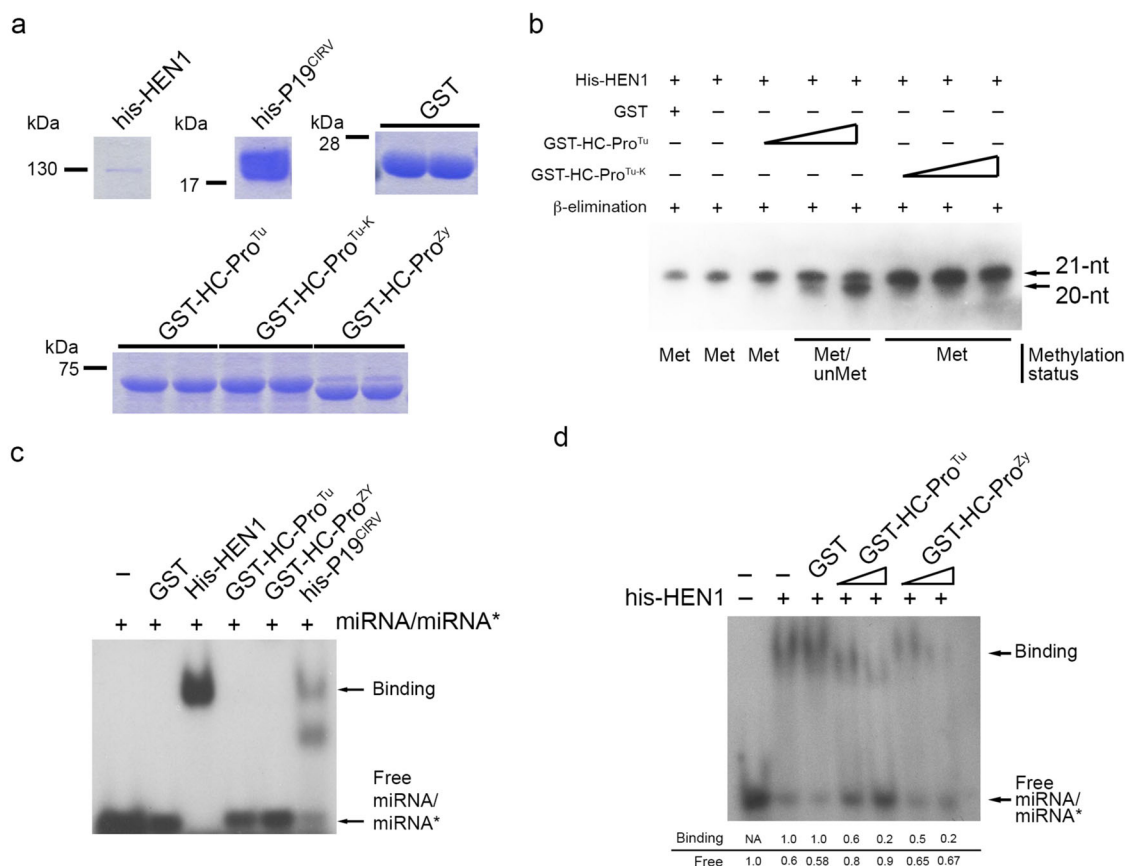 a
his-HEN1
his-P19CIRV
GST
kDa
130
kDa
17
kDa
28
GST-HC-ProTu
GST-HC-ProTu-K
GST-HC-ProZy
kDa
75
b
His-HEN1 + + + + + + + +
GST + – – – – – – –
GST-HC-ProTu – – – – –
GST-HC-ProTu-K – – – – –
β-elimination + + + + + + + +
21-nt
20-nt
Met Met Met Met/unMet Met
Methylation
status
c
–
GST
His-HEN1
GST-HC-ProTu
GST-HC-ProZY
his-P19CIRV
+ + + + + + miRNA/miRNA*
Binding
Free
miRNA/
miRNA*
d
GST
GST-HC-ProTu
GST-HC-ProZy
– –
his-HEN1 – + + + + + +
Binding
Free
miRNA/
miRNA*
Binding NA 1.0 1.0 0.6 0.2 0.5 0.2
Free 1.0 0.6 0.58 0.8 0.9 0.65 0.67